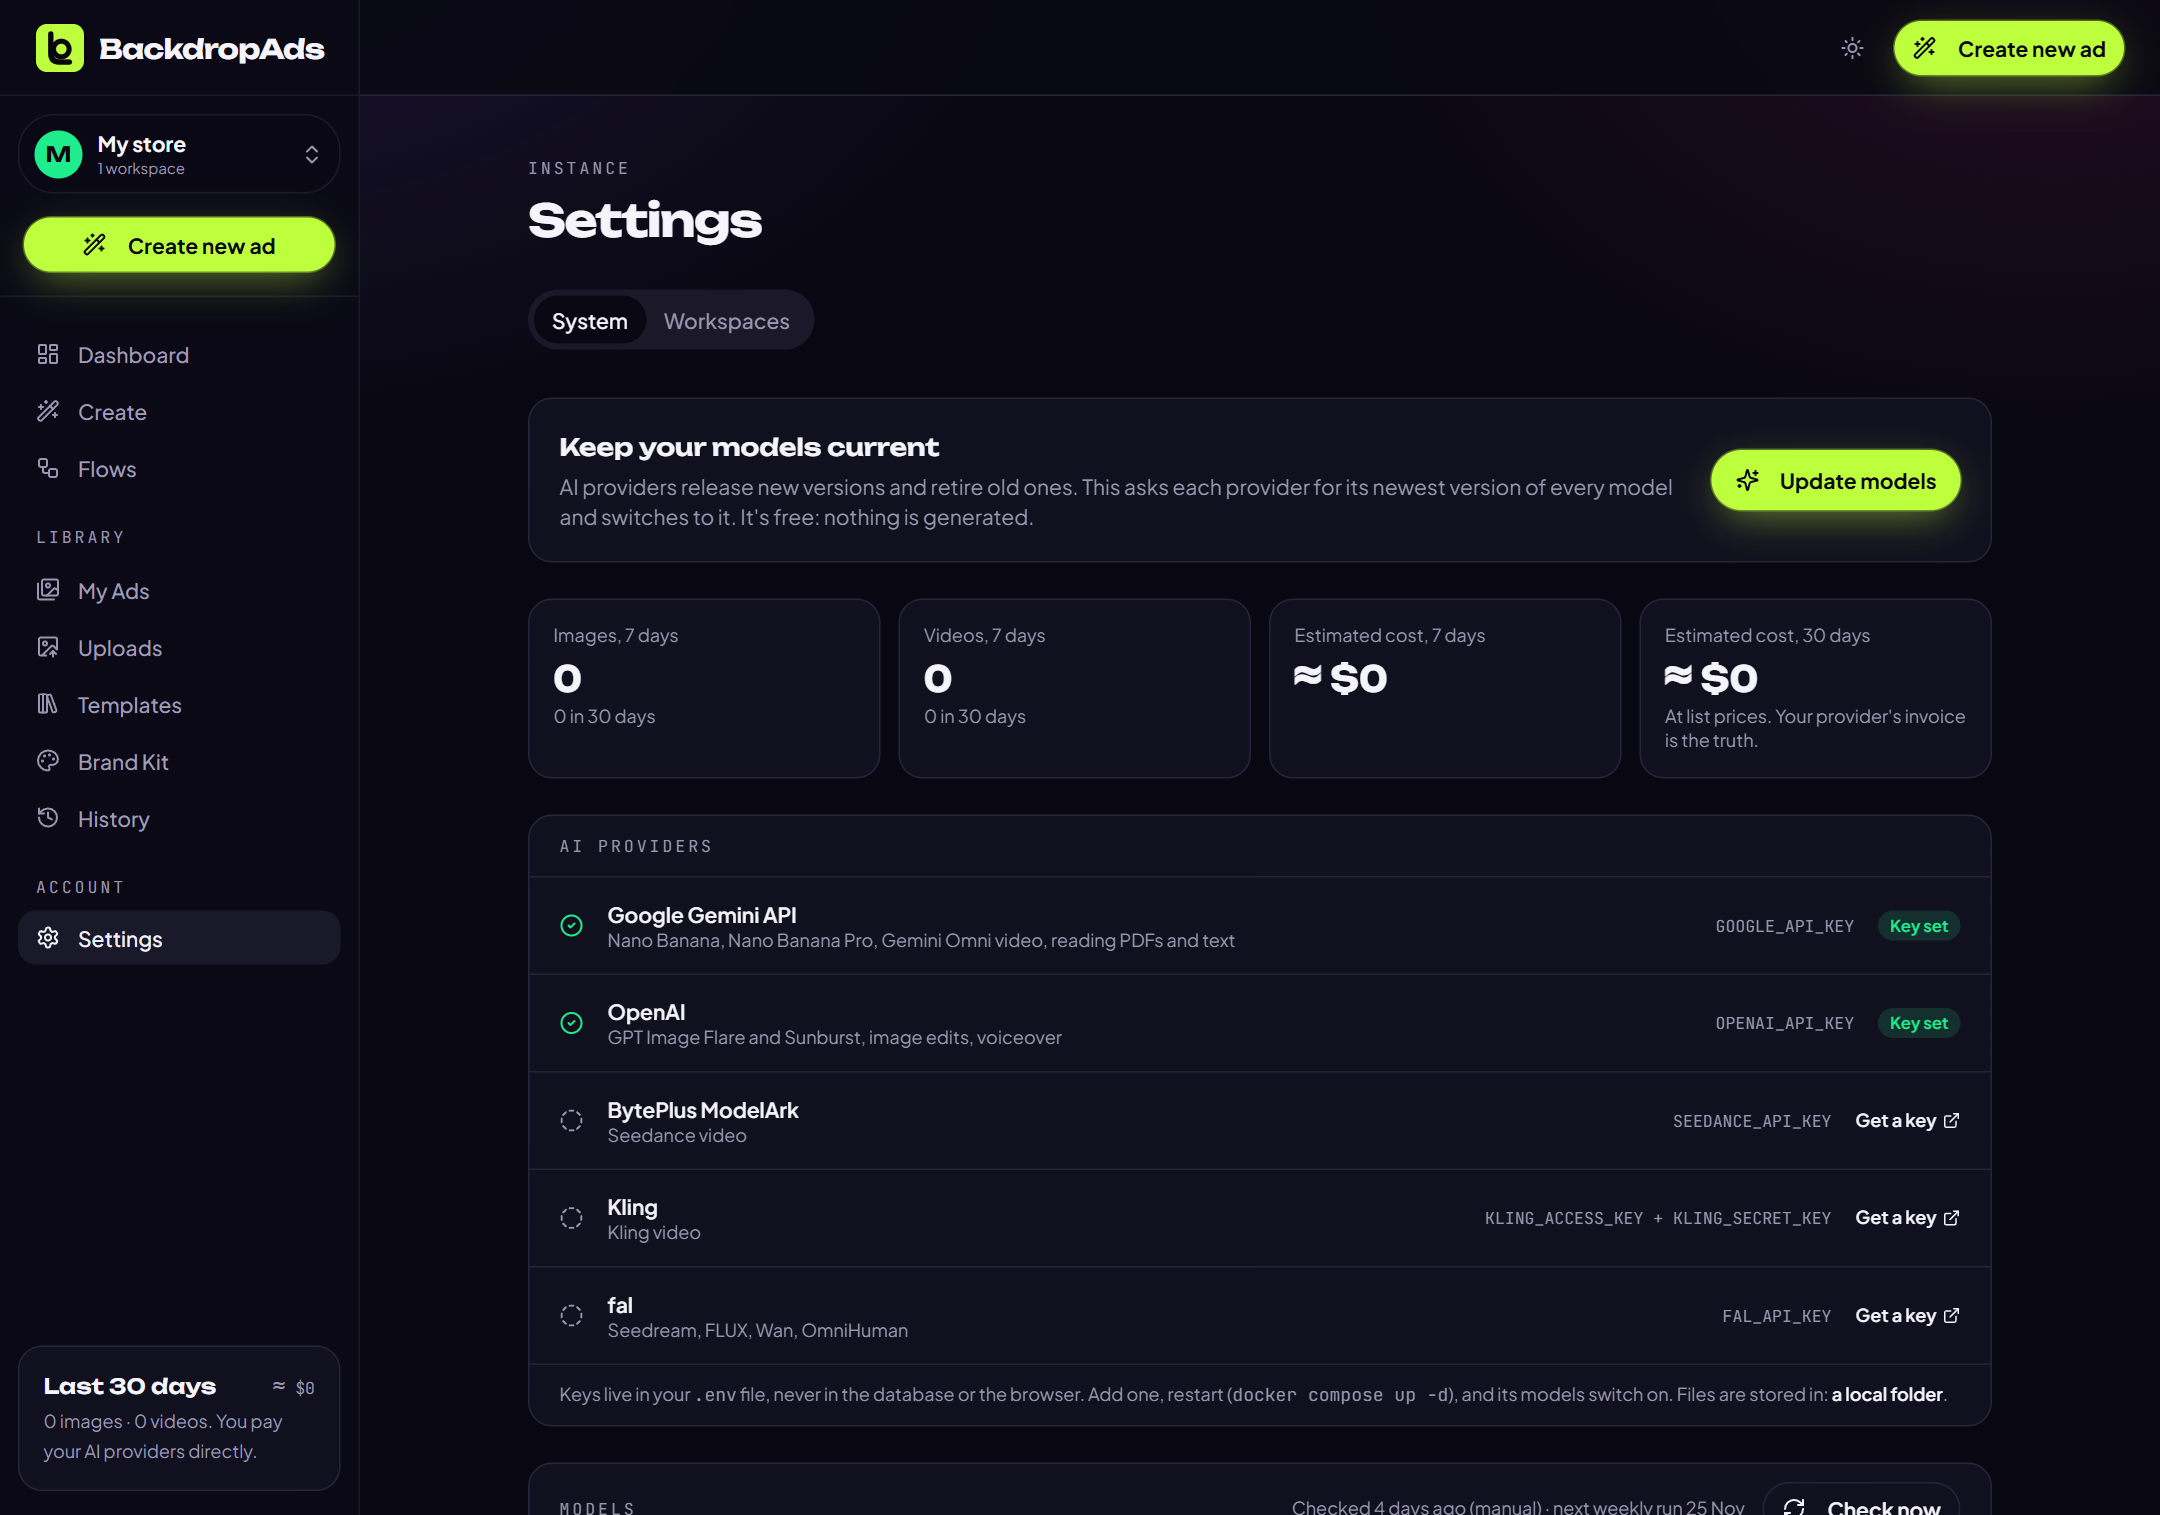 BackdropAds
Create new ad
M
My store
1 workspace
Create new ad
Dashboard
Create
Flows
LIBRARY
My Ads
Uploads
Templates
Brand Kit
History
ACCOUNT
Settings
Last 30 days ≈ $0
0 images · 0 videos. You pay
your AI providers directly.
INSTANCE
Settings
System Workspaces
Keep your models current
AI providers release new versions and retire old ones. This asks each provider for its newest version of every model
and switches to it. It's free: nothing is generated.
Update models
Images, 7 days
0
0 in 30 days
Videos, 7 days
0
0 in 30 days
Estimated cost, 7 days
≈ $0
Estimated cost, 30 days
≈ $0
At list prices. Your provider's invoice
is the truth.
AI PROVIDERS
Google Gemini API
Nano Banana, Nano Banana Pro, Gemini Omni video, reading PDFs and text
GOOGLE_API_KEY Key set
OpenAI
GPT Image Flare and Sunburst, image edits, voiceover
OPENAI_API_KEY Key set
BytePlus ModelArk
Seedance video
SEEDANCE_API_KEY Get a key
Kling
Kling video
KLING_ACCESS_KEY + KLING_SECRET_KEY Get a key
fal
Seedream, FLUX, Wan, OmniHuman
FAL_API_KEY Get a key
Keys live in your .env file, never in the database or the browser. Add one, restart (docker compose up -d), and its models switch on. Files are stored in: a local folder.
MODELS
Checked 4 days ago (manual) · next weekly run 25 Nov
Check now